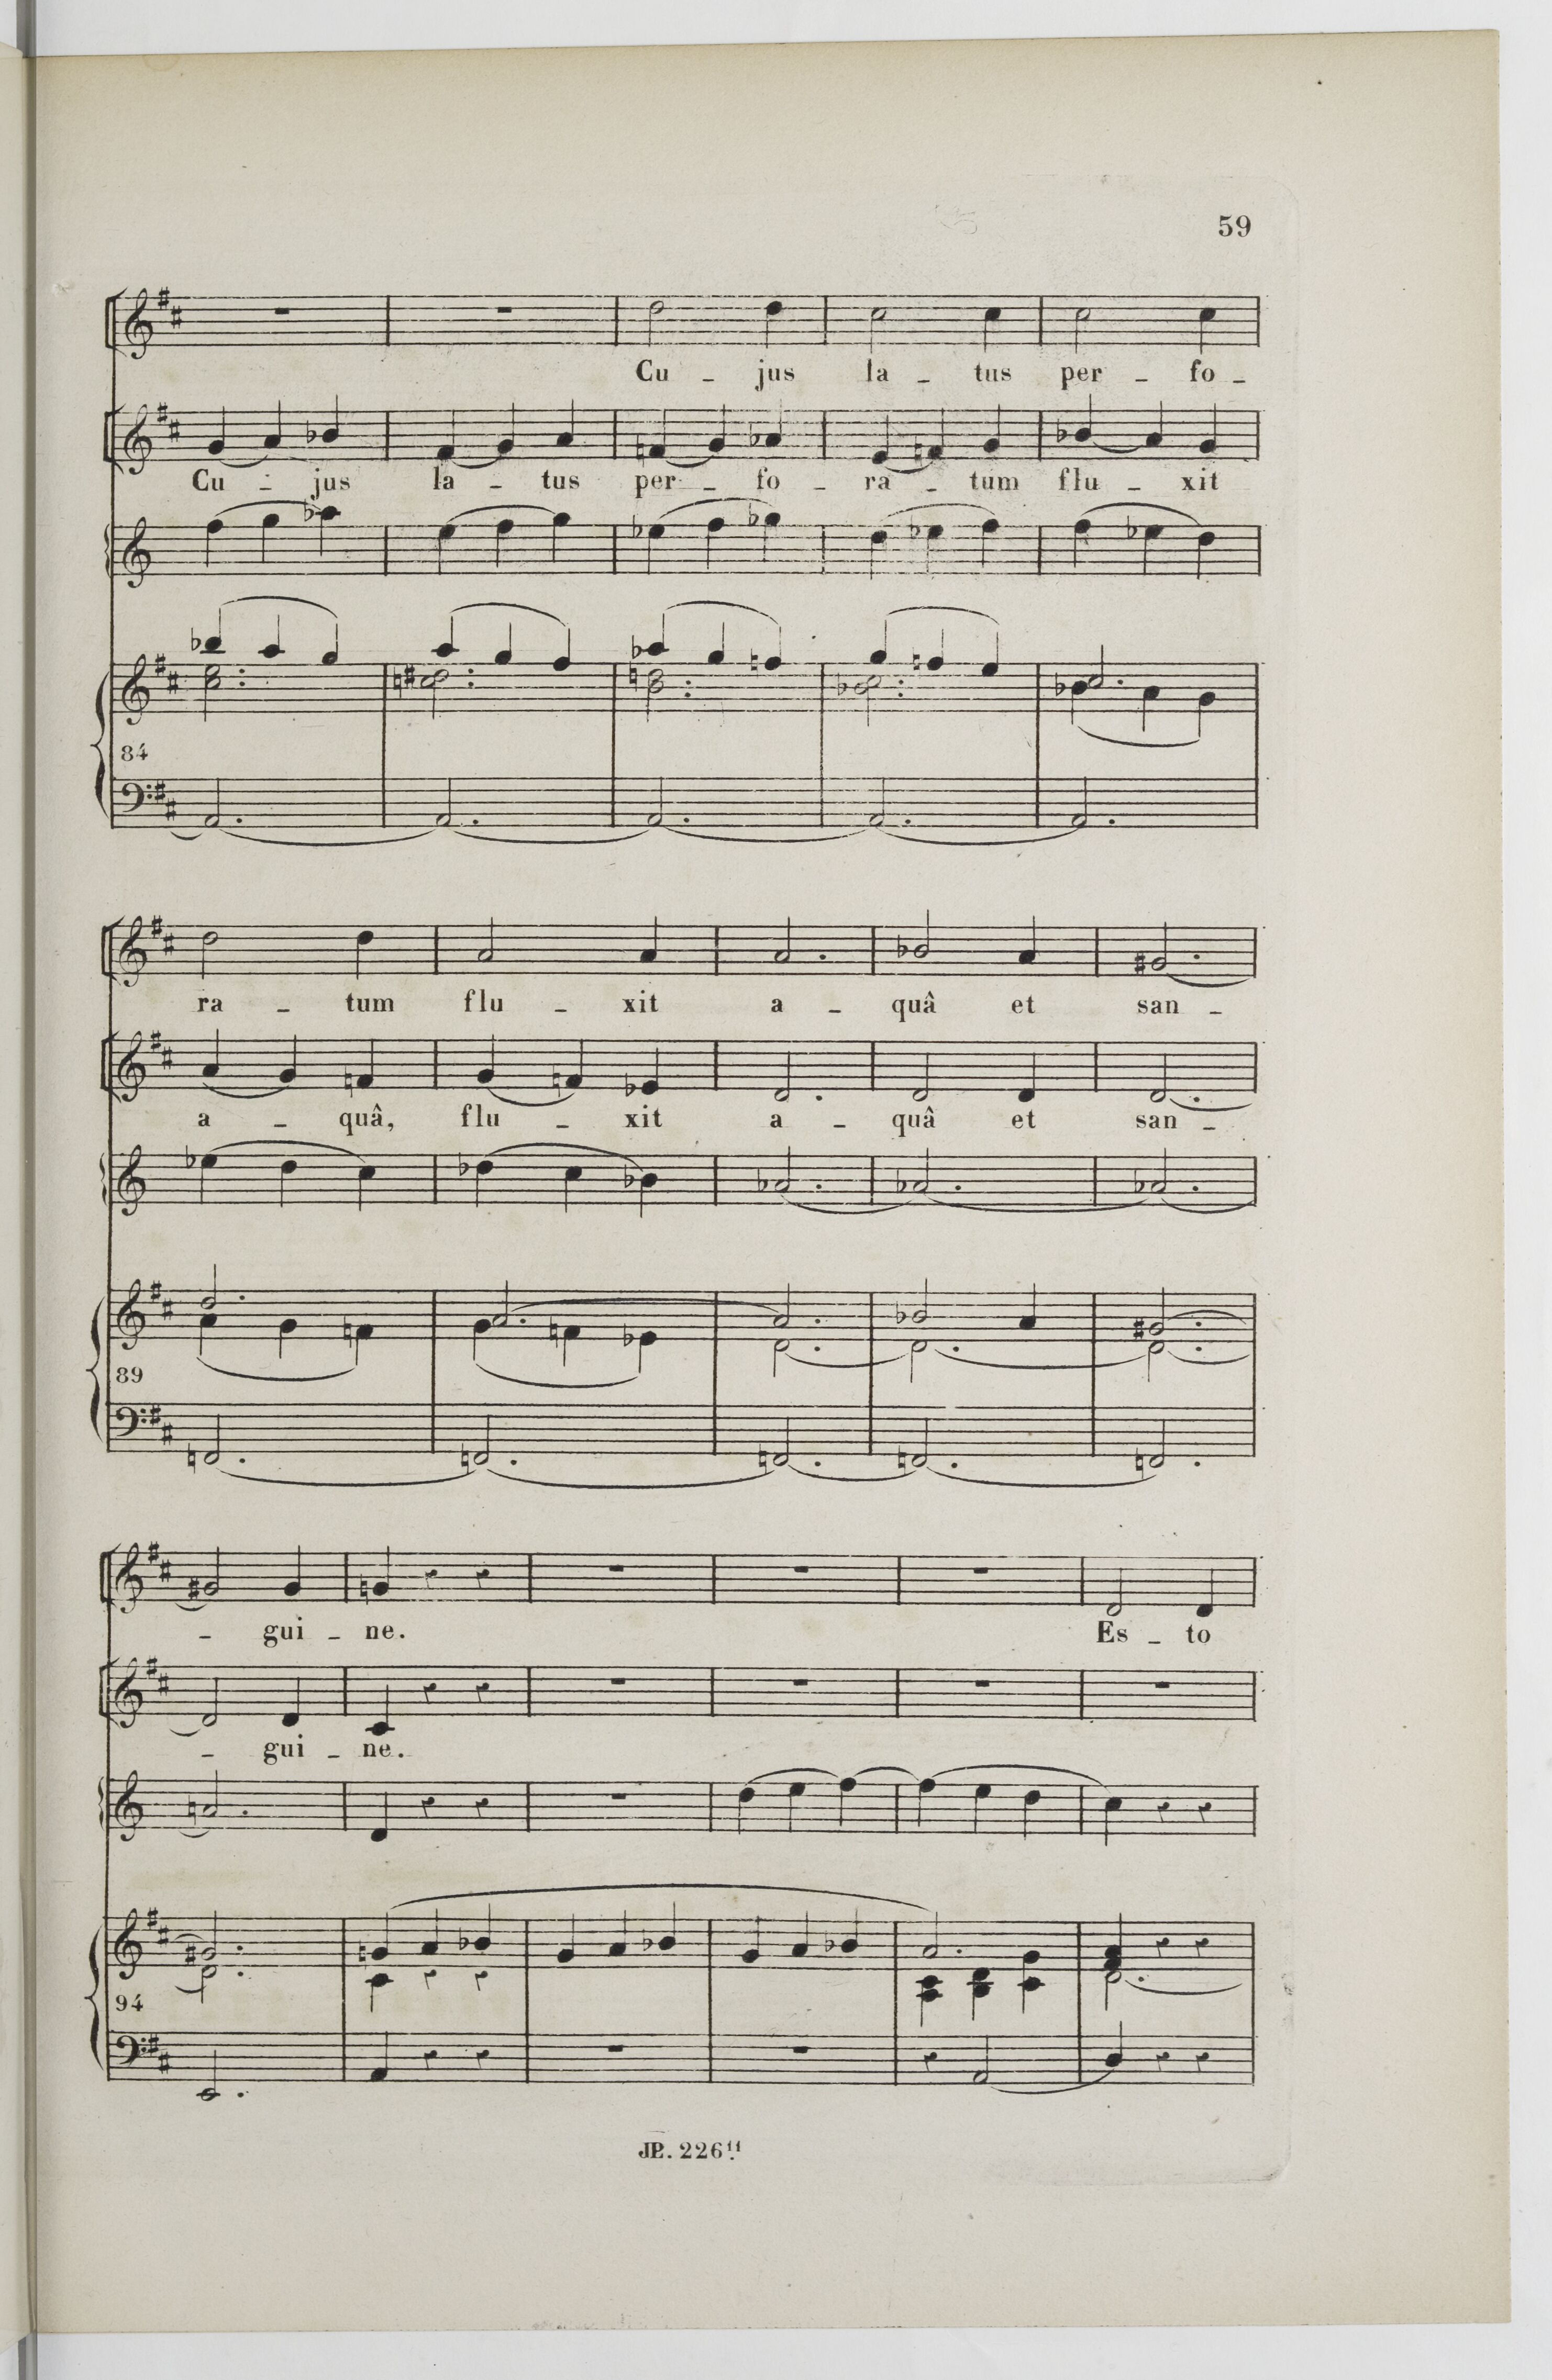 59
Cu - jus la - tus per - fo -
Cu - jus la - tus per - fo - ra - tum flu - xit
84
ra - tum flu - xit a - quâ et san -
a - quâ, flu - xit a - quâ et san -
89
- gui - ne. Es - to
- gui - ne.
94
JP. 226 11